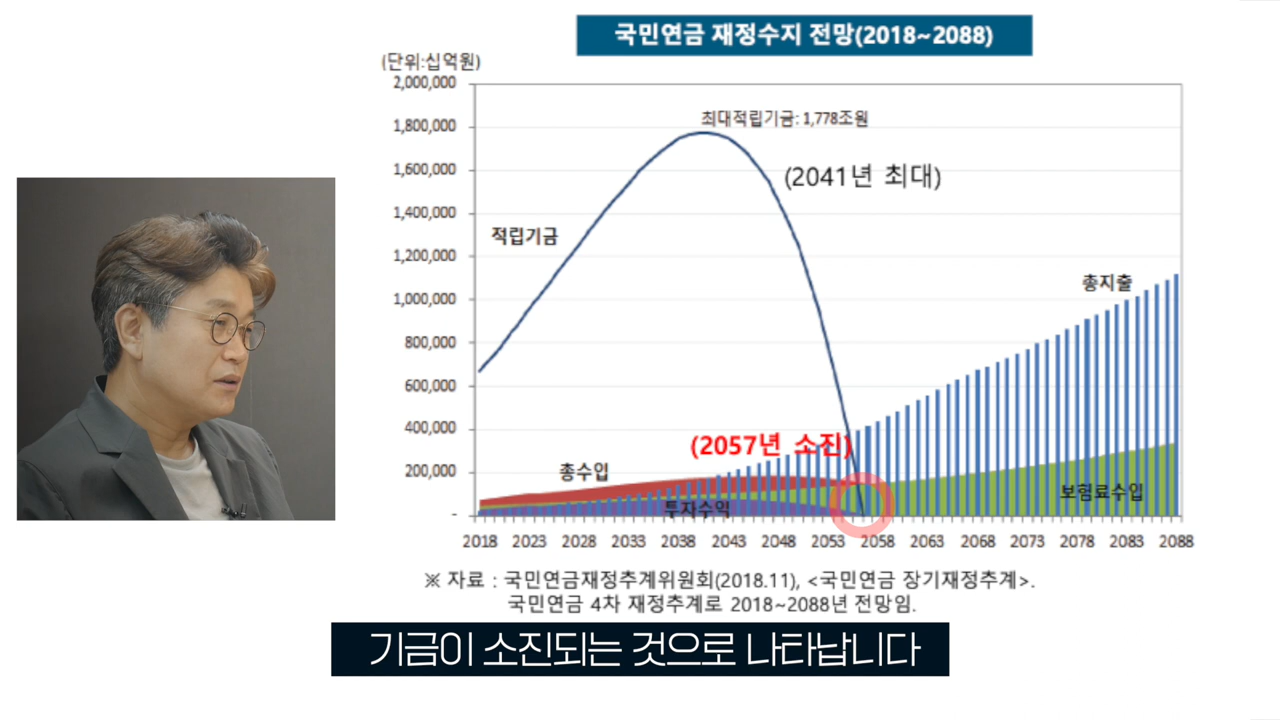 국민연금 재정수지 전망(2018~2088)
(단위:십억원)
2,000,000
1,800,000
1,600,000
1,400,000
1,200,000
1,000,000
800,000
600,000
400,000
200,000
-
최대적립기금: 1,778조원
(2041년 최대)
적립기금
총지출
(2057년 소진)
총수입
투자수익
보험료수입
2018 2023 2028 2033 2038 2043 2048 2053 2058 2063 2068 2073 2078 2083 2088
※ 자료 : 국민연금재정추계위원회(2018.11), <국민연금 장기재정추계>.
국민연금 4차 재정추계로 2018~2088년 전망임.
기금이 소진되는 것으로 나타납니다